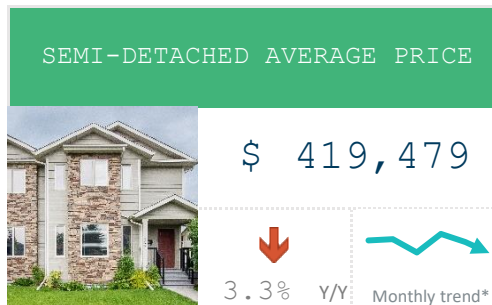 SEMI-DETACHED AVERAGE PRICE
$ 419,479
3.3% Y/Y
Monthly trend*